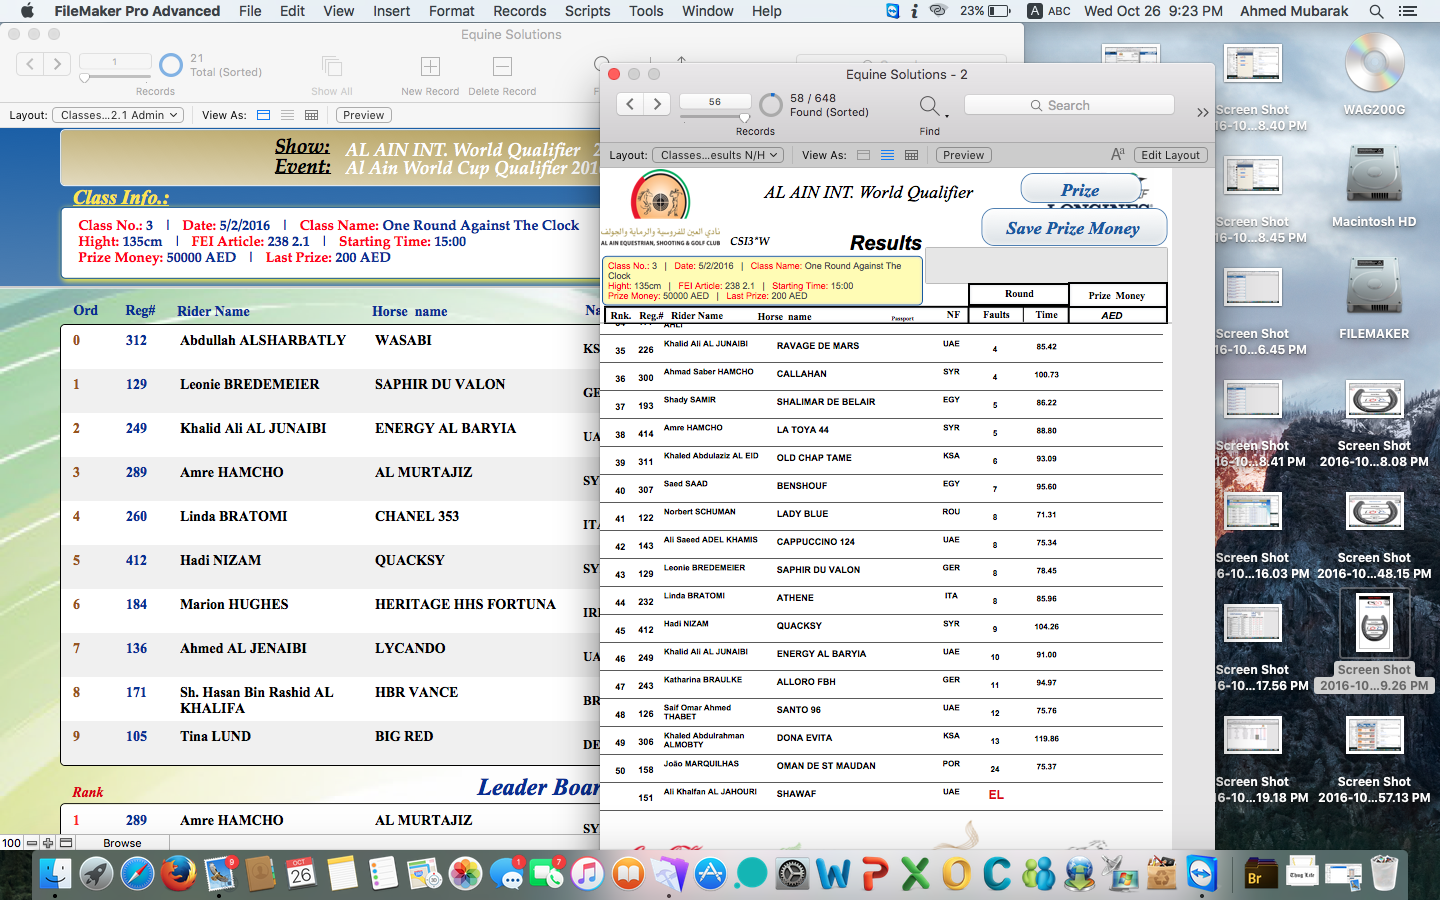 FileMaker Pro Advanced File Edit View Insert Format Records Scripts Tools Window Help 23% A ABC Wed Oct 26 9:23 PM Ahmed Mubarak
Equine Solutions
1
21
Total (Sorted)
Records
Show All
New Record
Delete Record
Layout: Classes...2.1 Admin View As: Preview
Show: AL AIN INT. World Qualifier 2
Event: Al Ain World Cup Qualifier 201
Class Info.:
Class No.: 3 | Date: 5/2/2016 | Class Name: One Round Against The Clock
Hight: 135cm | FEI Article: 238 2.1 | Starting Time: 15:00
Prize Money: 50000 AED | Last Prize: 200 AED
Ord Reg# Rider Name Horse name Na
0 312 Abdullah ALSHARBATLY WASABI KS
1 129 Leonie BREDEMEIER SAPHIR DU VALON GE
2 249 Khalid Ali AL JUNAIBI ENERGY AL BARYIA UA
3 289 Amre HAMCHO AL MURTAJIZ SY
4 260 Linda BRATOMI CHANEL 353 ITA
5 412 Hadi NIZAM QUACKSY SY
6 184 Marion HUGHES HERITAGE HHS FORTUNA IRI
7 136 Ahmed AL JENAIBI LYCANDO UA
8 171 Sh. Hasan Bin Rashid AL HBR VANCE BR
KHALIFA
9 105 Tina LUND BIG RED DE
Rank Leader Boar
1 289 Amre HAMCHO AL MURTAJIZ SY
100 Browse
Equine Solutions - 2
56
58 / 648
Found (Sorted)
Records
Find
Search
Layout: Classes...esults N/H View As: Preview Aa Edit Layout
AL AIN INT. World Qualifier
Prize
LONGINES
Save Prize Money
نادي العين للفروسية والرماية والجولف
AL AIN EQUESTRIAN, SHOOTING & GOLF CLUB
CSI3*W
Results
Class No.: 3 | Date: 5/2/2016 | Class Name: One Round Against The
Clock
Hight: 135cm | FEI Article: 238 2.1 | Starting Time: 15:00
Prize Money: 50000 AED | Last Prize: 200 AED
Round Prize Money
Rnk. Reg.# Rider Name Horse name Passport NF Faults Time AED
35 226 Khalid Ali AL JUNAIBI RAVAGE DE MARS UAE 4 85.42
36 300 Ahmad Saber HAMCHO CALLAHAN SYR 4 100.73
37 193 Shady SAMIR SHALIMAR DE BELAIR EGY 5 86.22
38 414 Amre HAMCHO LA TOYA 44 SYR 5 88.80
39 311 Khaled Abdulaziz AL EID OLD CHAP TAME KSA 6 93.09
40 307 Saed SAAD BENSHOUF EGY 7 95.60
41 122 Norbert SCHUMAN LADY BLUE ROU 8 71.31
42 143 Ali Saeed ADEL KHAMIS CAPPUCCINO 124 UAE 8 75.34
43 129 Leonie BREDEMEIER SAPHIR DU VALON GER 8 78.45
44 232 Linda BRATOMI ATHENE ITA 8 85.96
45 412 Hadi NIZAM QUACKSY SYR 9 104.26
46 249 Khalid Ali AL JUNAIBI ENERGY AL BARYIA UAE 10 91.00
47 243 Katharina BRAULKE ALLORO FBH GER 11 94.97
48 126 Saif Omar Ahmed SANTO 96 UAE 12 75.76
THABET
49 306 Khaled Abdulrahman DONA EVITA KSA 13 119.86
ALMOBTY
50 158 João MARQUILHAS OMAN DE ST MAUDAN POR 24 75.37
151 Ali Khalfan AL JAHOURI SHAWAF UAE EL
Screen Shot
16-10...8.40 PM
WAG200G
Screen Shot
16-10...8.45 PM
Macintosh HD
Screen Shot
16-10...6.45 PM
FILEMAKER
Screen Shot
16-10...8.41 PM
Screen Shot
2016-10...8.08 PM
Screen Shot
16-10...16.03 PM
Screen Shot
2016-10...48.15 PM
Screen Shot
16-10...17.56 PM
Screen Shot
2016-10...9.26 PM
Screen Shot
16-10...19.18 PM
Screen Shot
2016-10...57.13 PM
9
OCT
26
1
7
Br
Thug Life